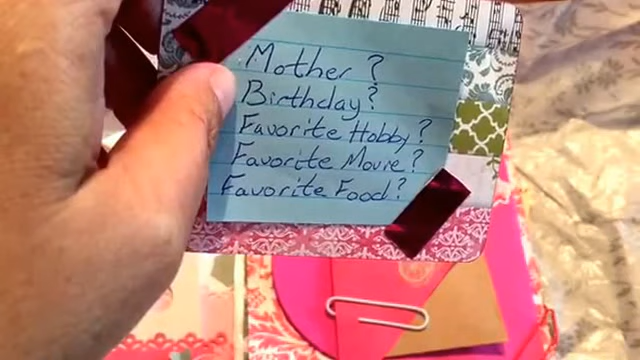 Mother ?
Birthday?
Favorite Hobby?
Favorite Movie?
Favorite Food?